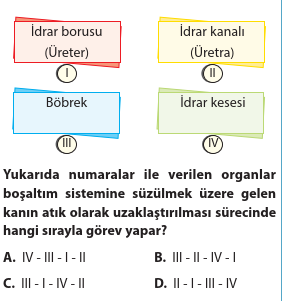 İdrar borusu
(Üreter)
I
İdrar kanalı
(Üretra)
II
Böbrek
III
İdrar kesesi
IV
Yukarıda numaralar ile verilen organlar
boşaltım sistemine süzülmek üzere gelen
kanın atık olarak uzaklaştırılması sürecinde
hangi sırayla görev yapar?
A. IV - III - I - II
B. III - II - IV - I
C. III - I - IV - II
D. II - I - III - IV